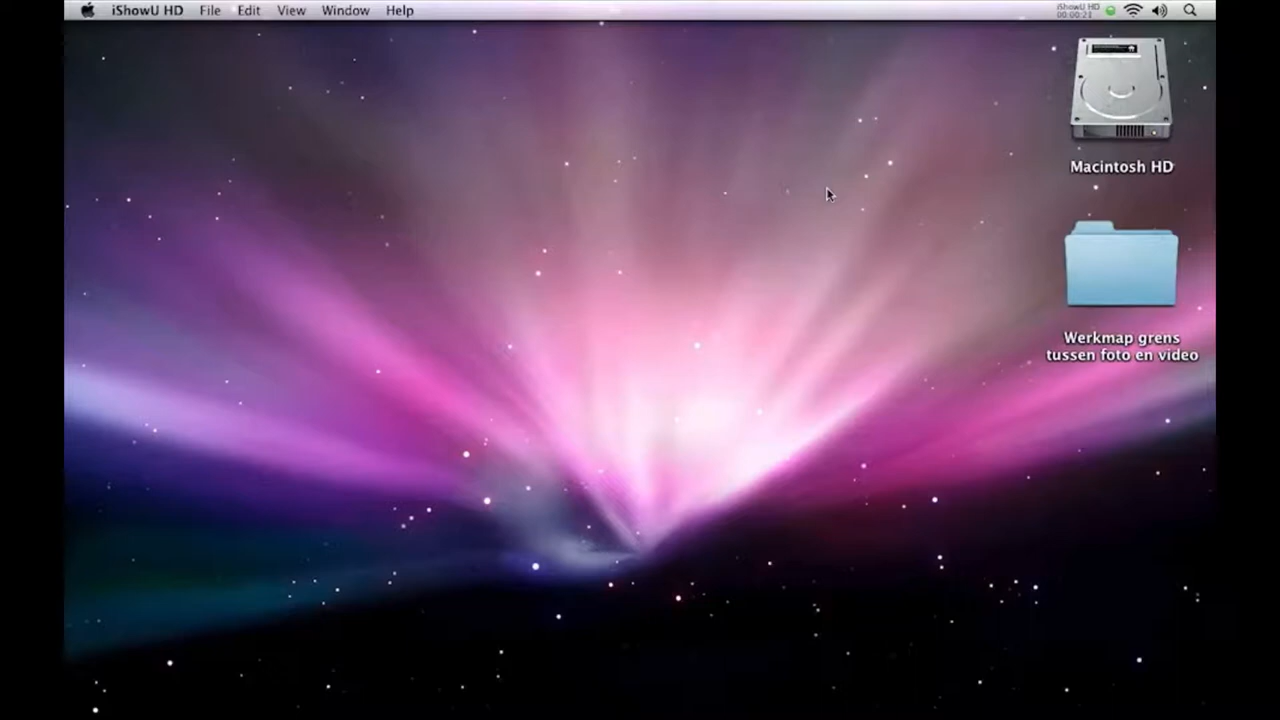 iShowU HD File Edit View Window Help
iShowU HD
00:00:21
Macintosh HD
Werkmap grens
tussen foto en video